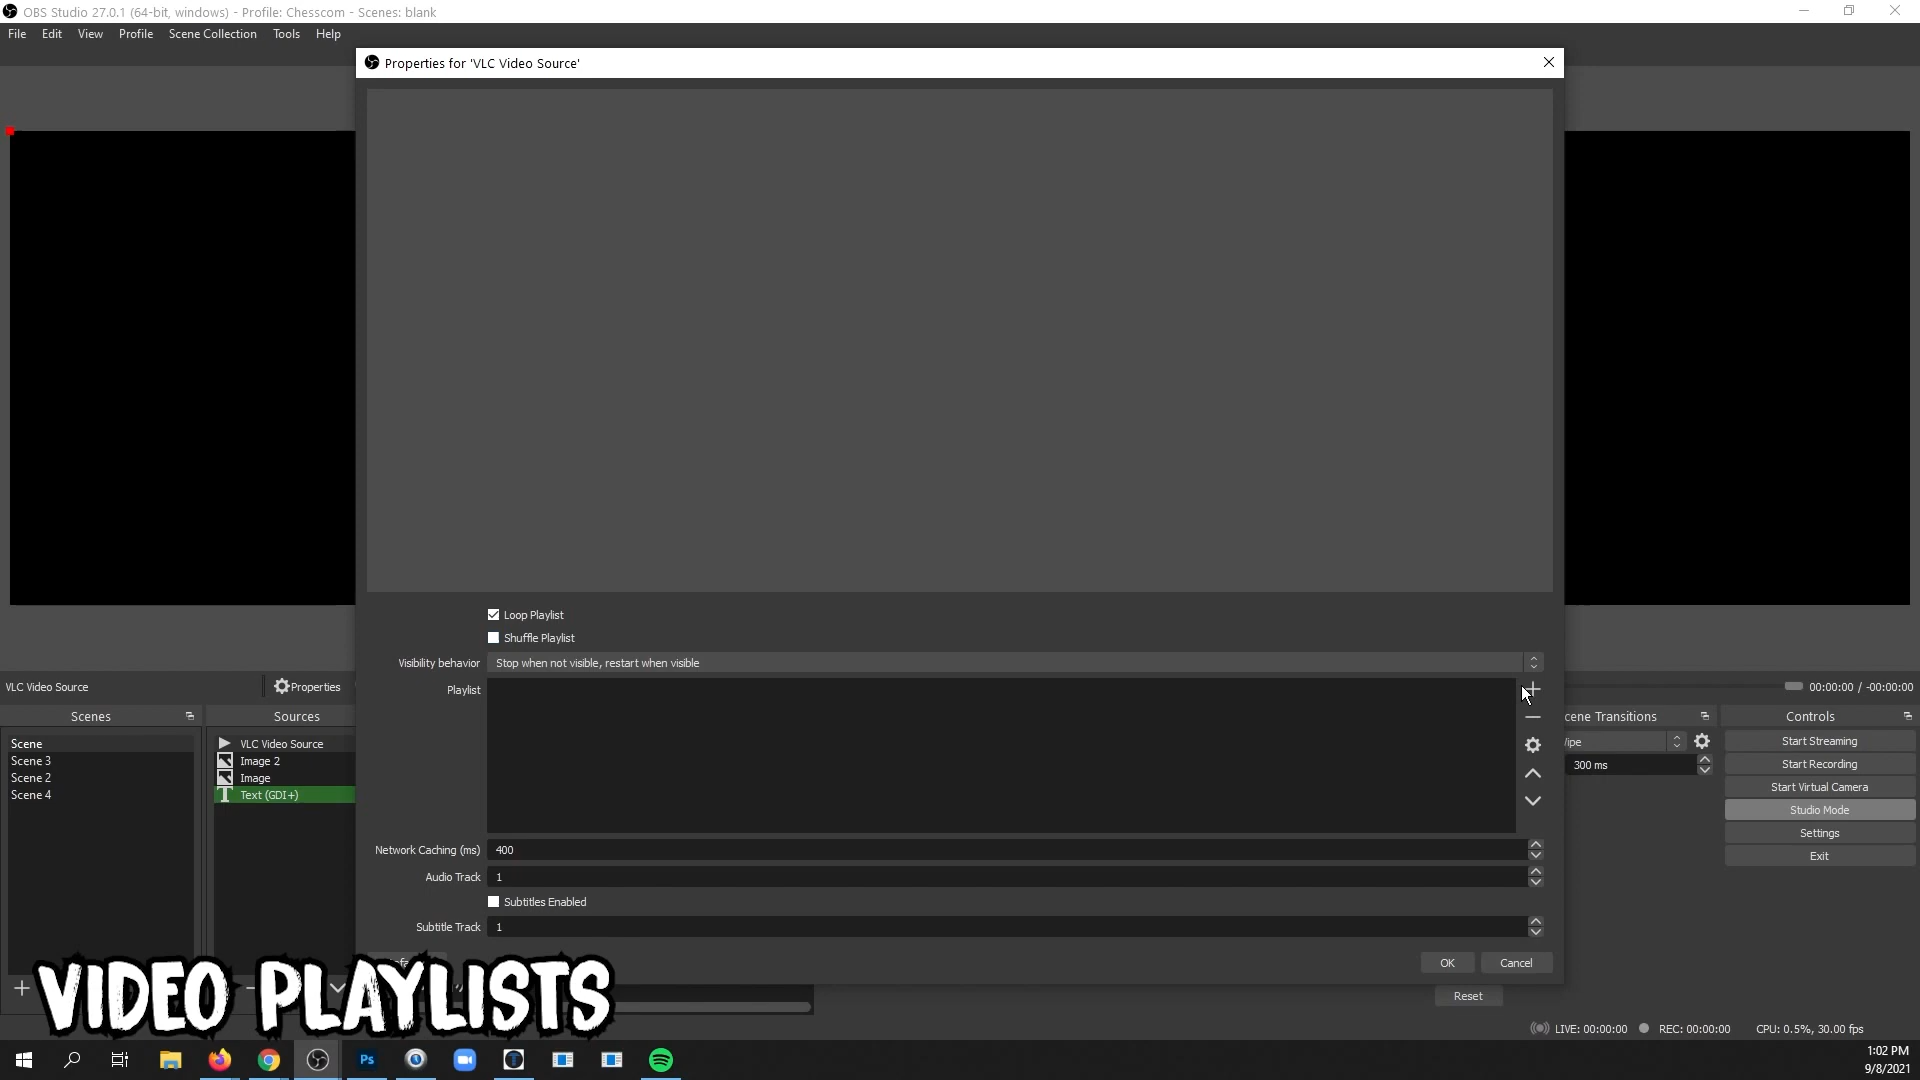 OBS Studio 27.0.1 (64-bit, windows) - Profile: Chesscom - Scenes: blank
File Edit View Profile Scene Collection Tools Help
Properties for 'VLC Video Source'
Loop Playlist
Shuffle Playlist
Visibility behavior Stop when not visible, restart when visible
Playlist
Network Caching (ms) 400
Audio Track 1
Subtitles Enabled
Subtitle Track 1
OK Cancel
Reset
VLC Video Source Properties
00:00:00 / -00:00:00
Scenes
Scene
Scene 3
Scene 2
Scene 4
Sources
VLC Video Source
Image 2
Image
Text (GDI+)
Transitions
300 ms
Controls
Start Streaming
Start Recording
Start Virtual Camera
Studio Mode
Settings
Exit
VIDEO PLAYLISTS
LIVE: 00:00:00 REC: 00:00:00 CPU: 0.5%, 30.00 fps
Ps
1:02 PM
9/8/2021